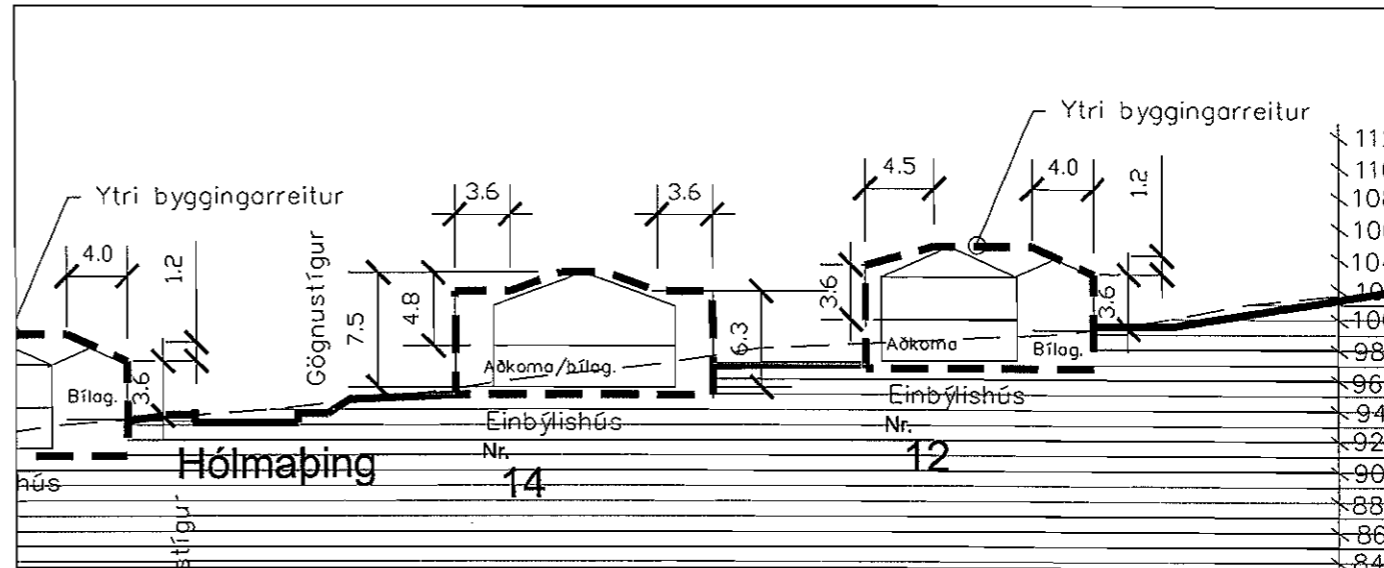 Ytri byggingarreitur
4.5
4.0
1.2
Ytri byggingarreitur
3.6
3.6
4.0
1.2
Gögnustígur
7.5
4.8
6.3
3.6
3.6
3.6
Aðkoma/bílag.
Aðkoma
Bílag.
Bílag.
Einbýlishús
Nr.
14
Einbýlishús
Nr.
12
Hólmaþing
hús
stígu
98
96
94
92
90
88
86
84